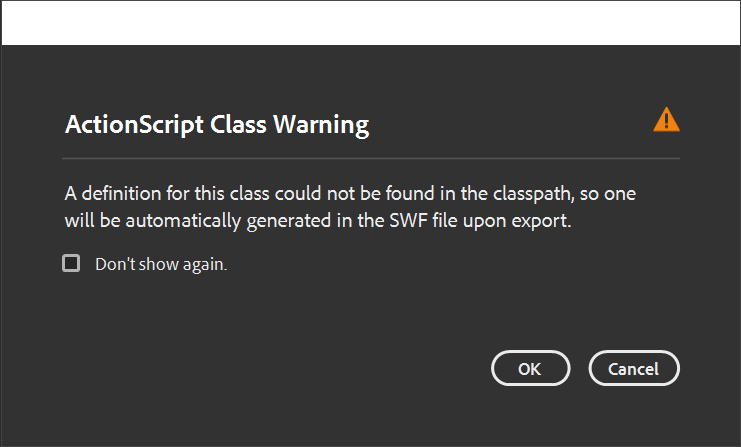 ActionScript Class Warning
A definition for this class could not be found in the classpath, so one
will be automatically generated in the SWF file upon export.
Don't show again.
OK
Cancel